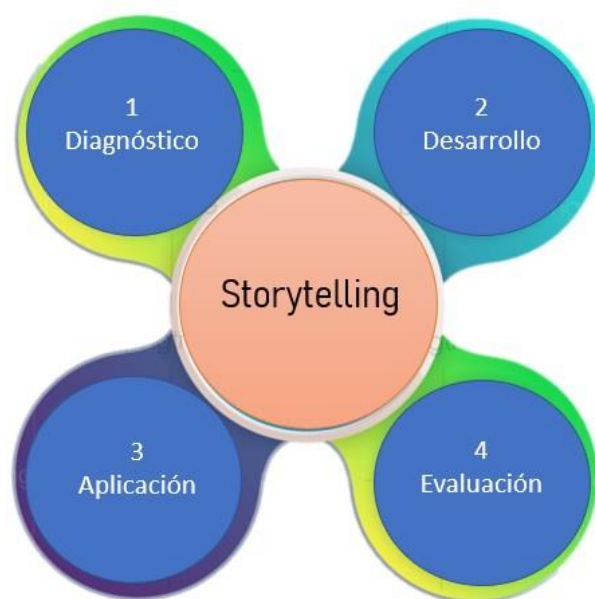 1
Diagnóstico
2
Desarrollo
Storytelling
3
Aplicación
4
Evaluación